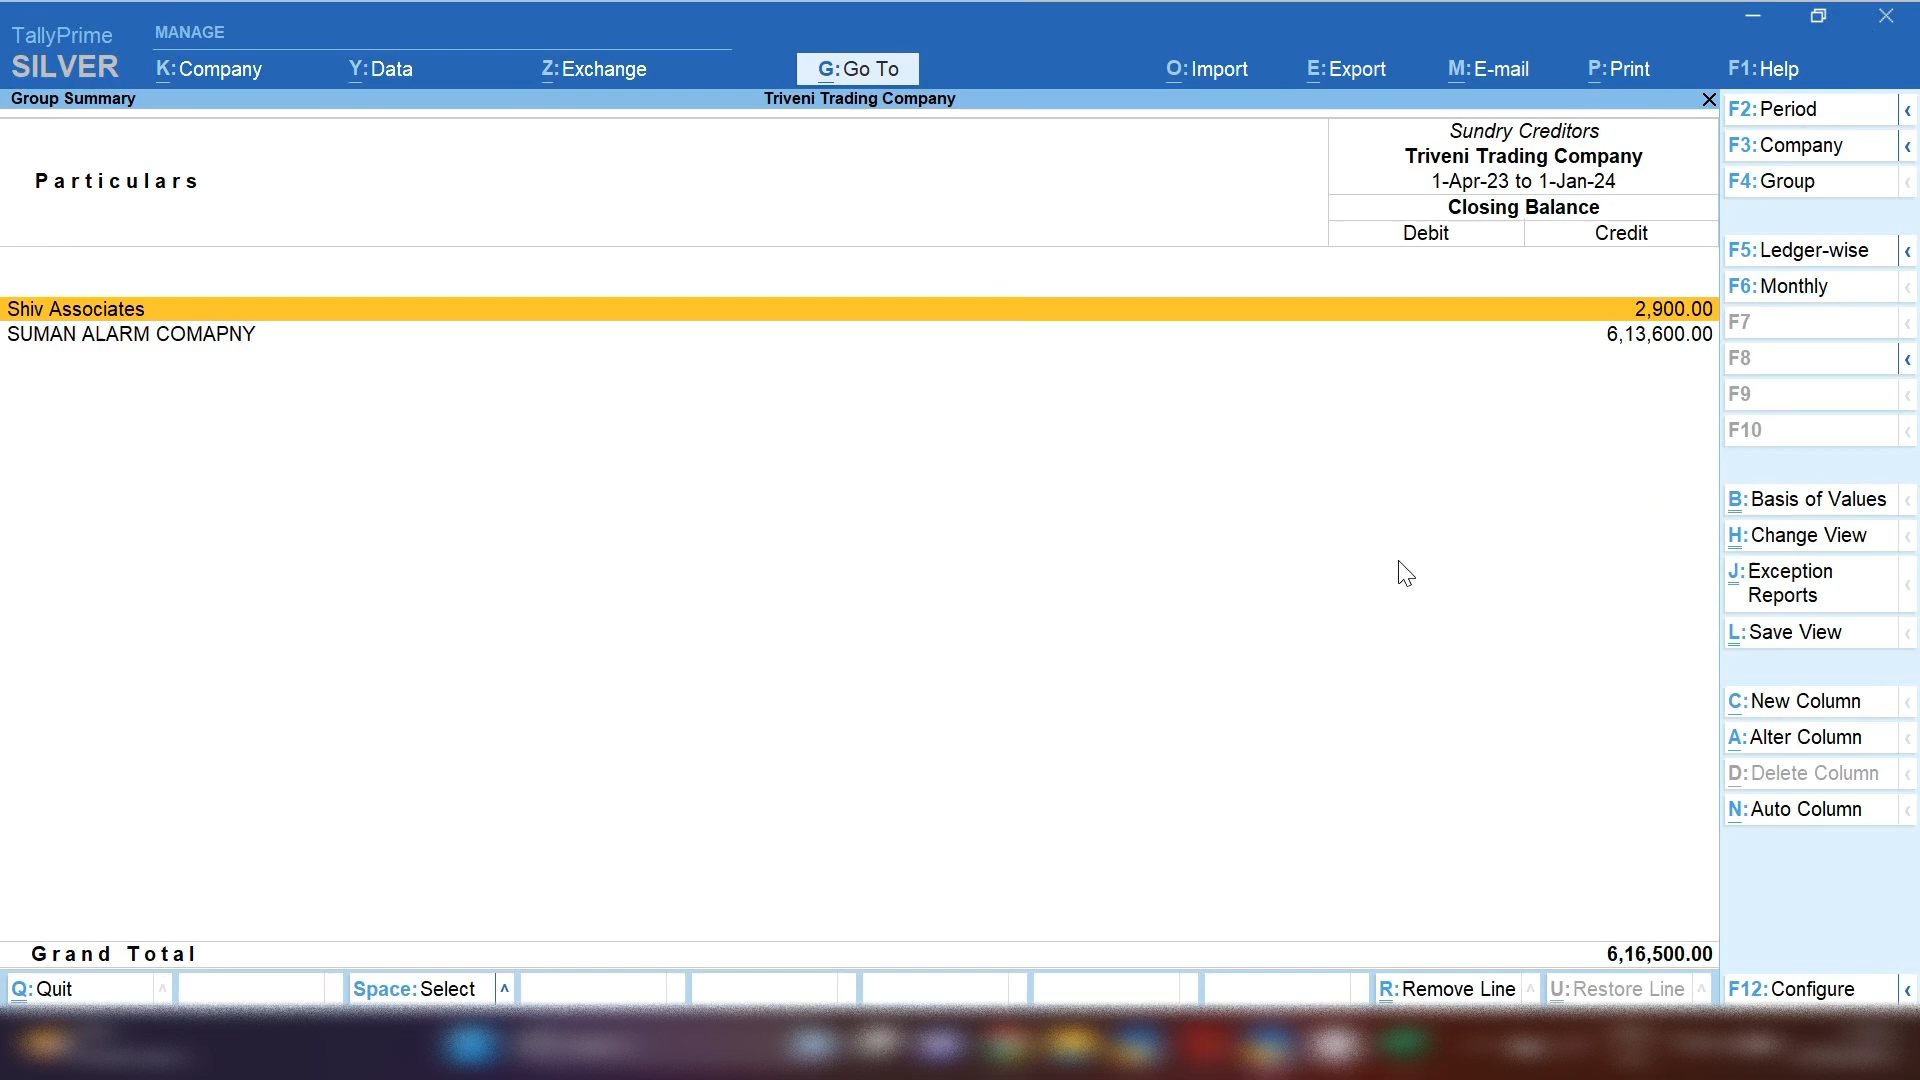 TallyPrime
SILVER
MANAGE
K:Company
Y:Data
Z:Exchange
G:Go To
O:Import
E:Export
M:E-mail
P:Print
F1:Help
Group Summary
Triveni Trading Company
Particulars
Sundry Creditors
Triveni Trading Company
1-Apr-23 to 1-Jan-24
Closing Balance
Debit Credit
Shiv Associates 2,900.00
SUMAN ALARM COMAPNY 6,13,600.00
Grand Total 6,16,500.00
F2:Period
F3:Company
F4:Group
F5:Ledger-wise
F6:Monthly
F7
F8
F9
F10
B:Basis of Values
H:Change View
J:Exception
Reports
L:Save View
C:New Column
A:Alter Column
D:Delete Column
N:Auto Column
Q:Quit
Space:Select
R:Remove Line
U:Restore Line
F12:Configure